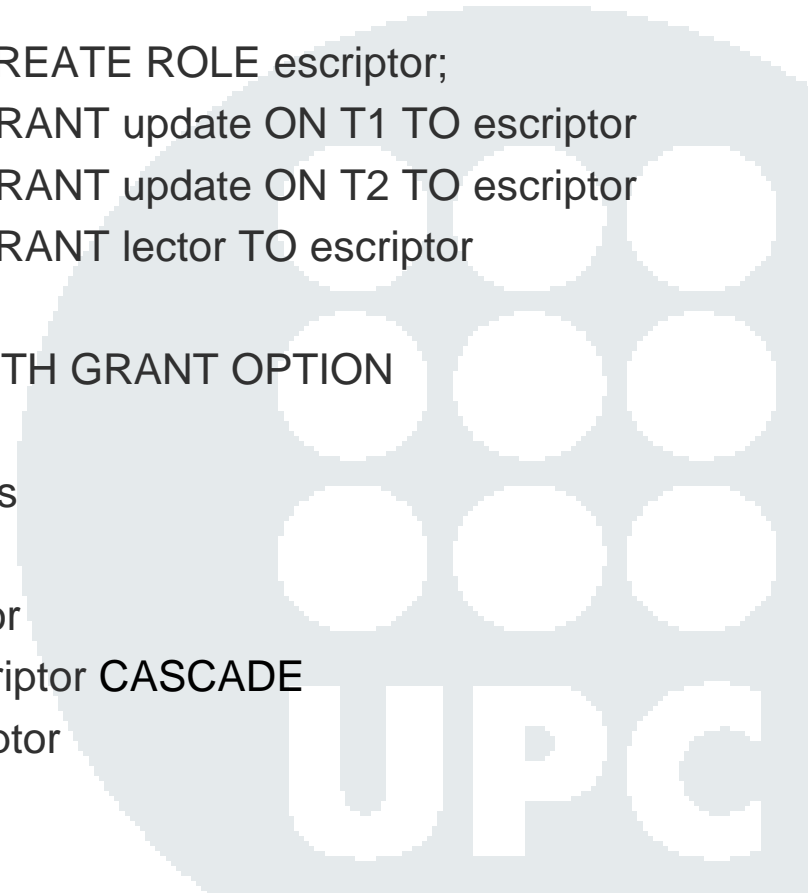 REATE ROLE escriptor;
RANT update ON T1 TO escriptor
RANT update ON T2 TO escriptor
RANT lector TO escriptor
TH GRANT OPTION
s
or
riptor CASCADE
otor
UPC